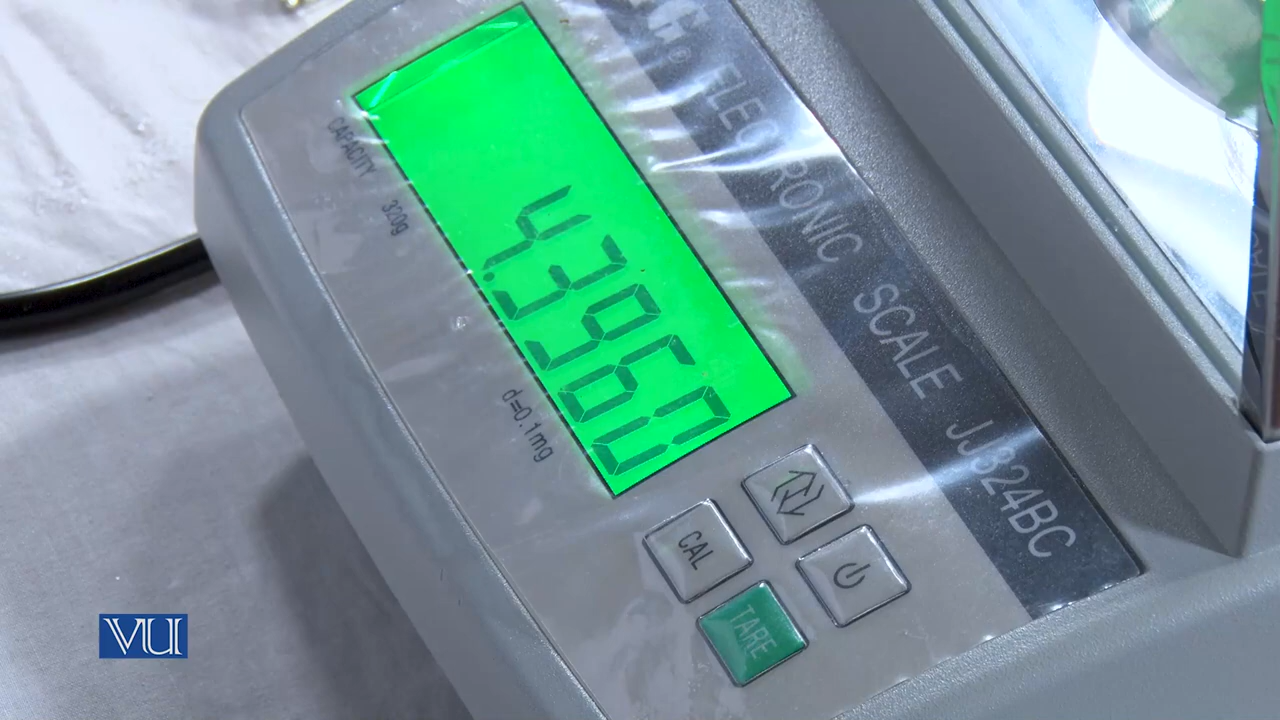 G® ELECTRONIC SCALE JJ324BC
CAPACITY 320g
4.3960
d=0.1mg
CAL
TARE
VU